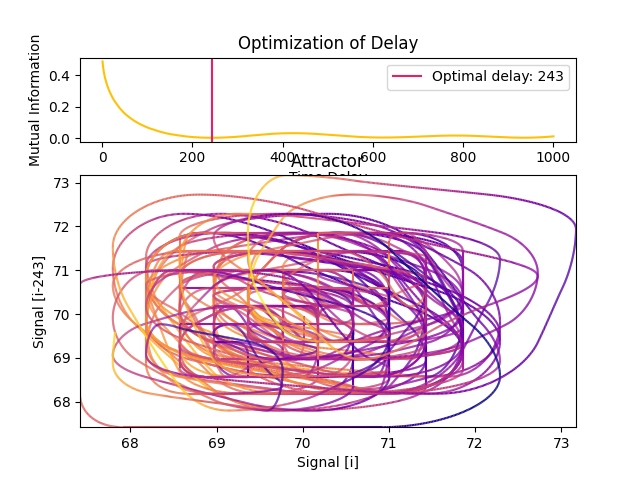 Optimization of Delay
Mutual Information
0.4
0.2
0.0
Optimal delay: 243
0 200 400 600 800 1000
Time Delay
Attractor
Signal [i-243]
73
72
71
70
69
68
68 69 70 71 72 73
Signal [i]